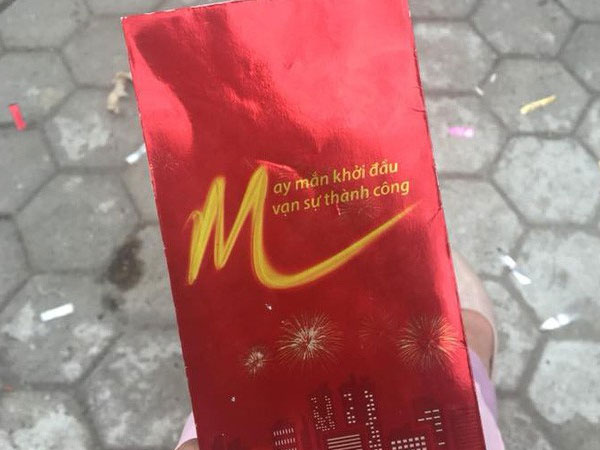 May mắn khởi đầu
vạn sự thành công